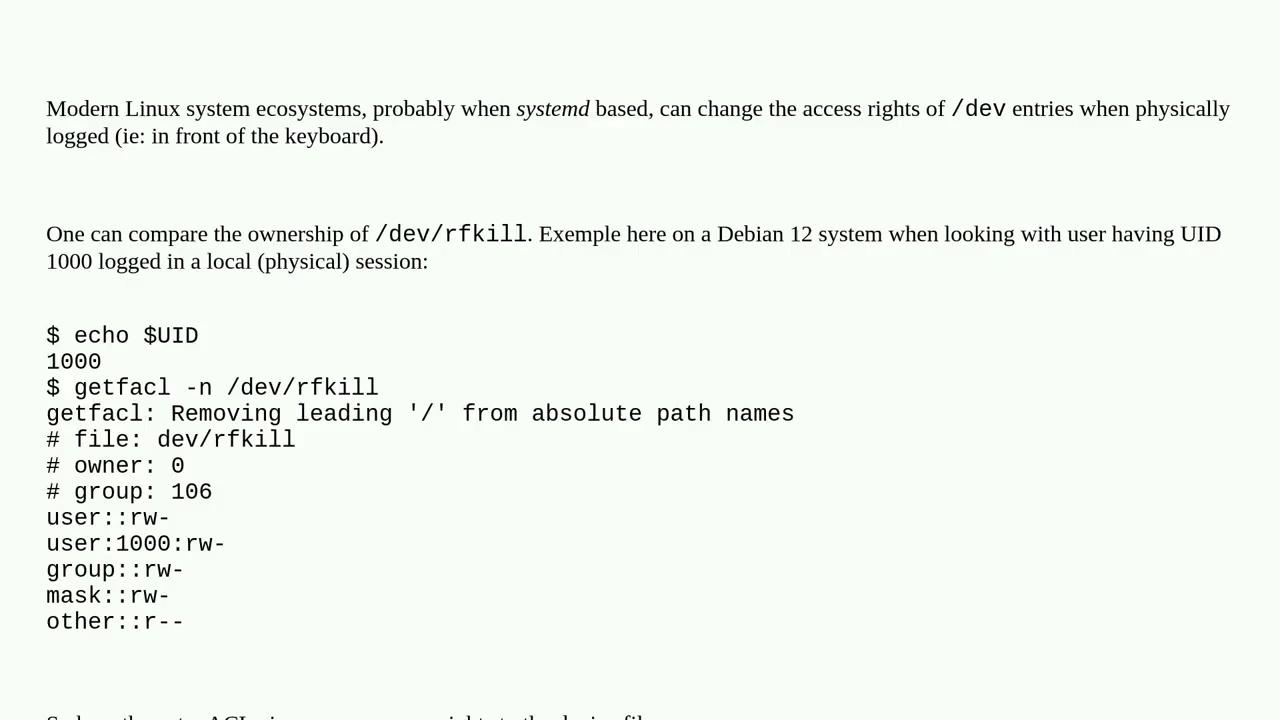 Modern Linux system ecosystems, probably when systemd based, can change the access rights of /dev entries when physically
logged (ie: in front of the keyboard).
One can compare the ownership of /dev/rfkill. Exemple here on a Debian 12 system when looking with user having UID
1000 logged in a local (physical) session:
$ echo $UID
1000
$ getfacl -n /dev/rfkill
getfacl: Removing leading '/' from absolute path names
# file: dev/rfkill
# owner: 0
# group: 106
user::rw-
user:1000:rw-
group::rw-
mask::rw-
other::r--